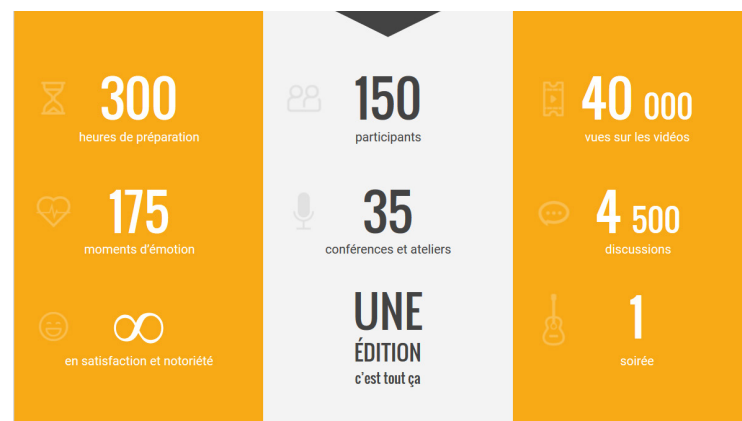 300
heures de préparation
175
moments d'émotion
∞
en satisfaction et notoriété
150
participants
35
conférences et ateliers
UNE
ÉDITION
c'est tout ça
40 000
vues sur les vidéos
4 500
discussions
1
soirée